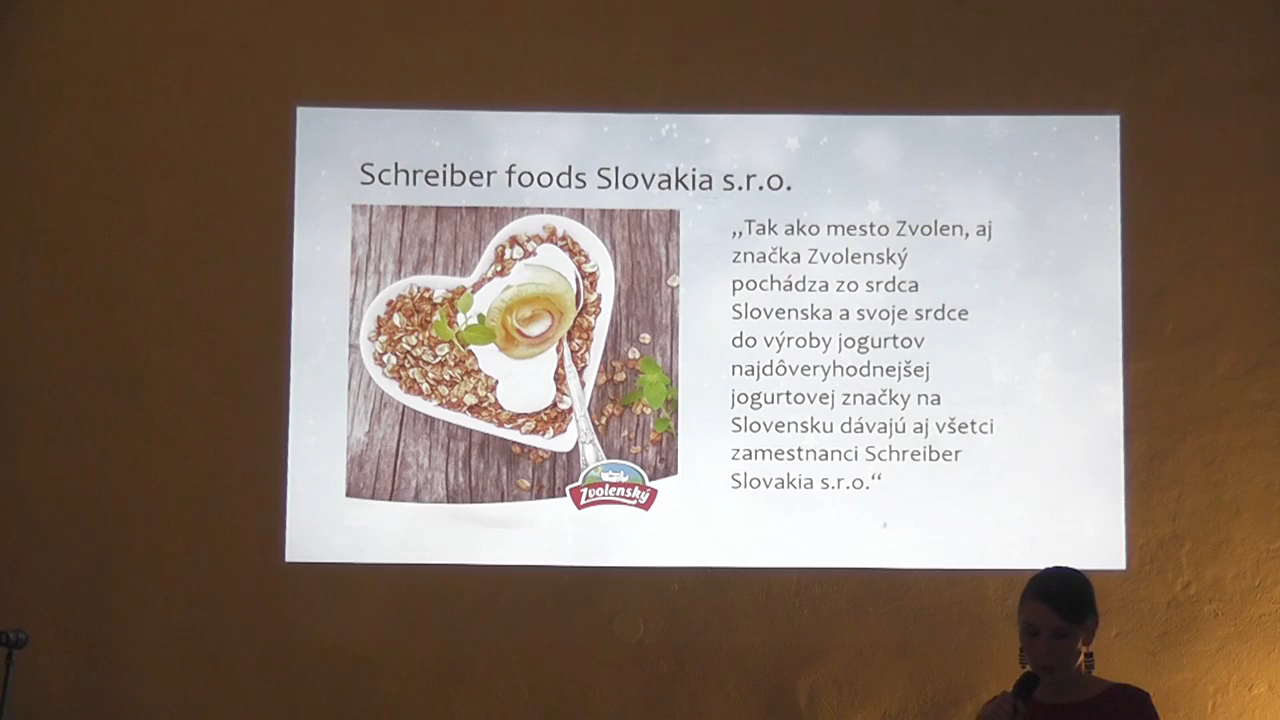 Schreiber foods Slovakia s.r.o.
„Tak ako mesto Zvolen, aj
značka Zvolenský
pochádza zo srdca
Slovenska a svoje srdce
do výroby jogurtov
najdôveryhodnejšej
jogurtovej značky na
Slovensku dávajú aj všetci
zamestnanci Schreiber
Slovakia s.r.o.“
Zvolenský